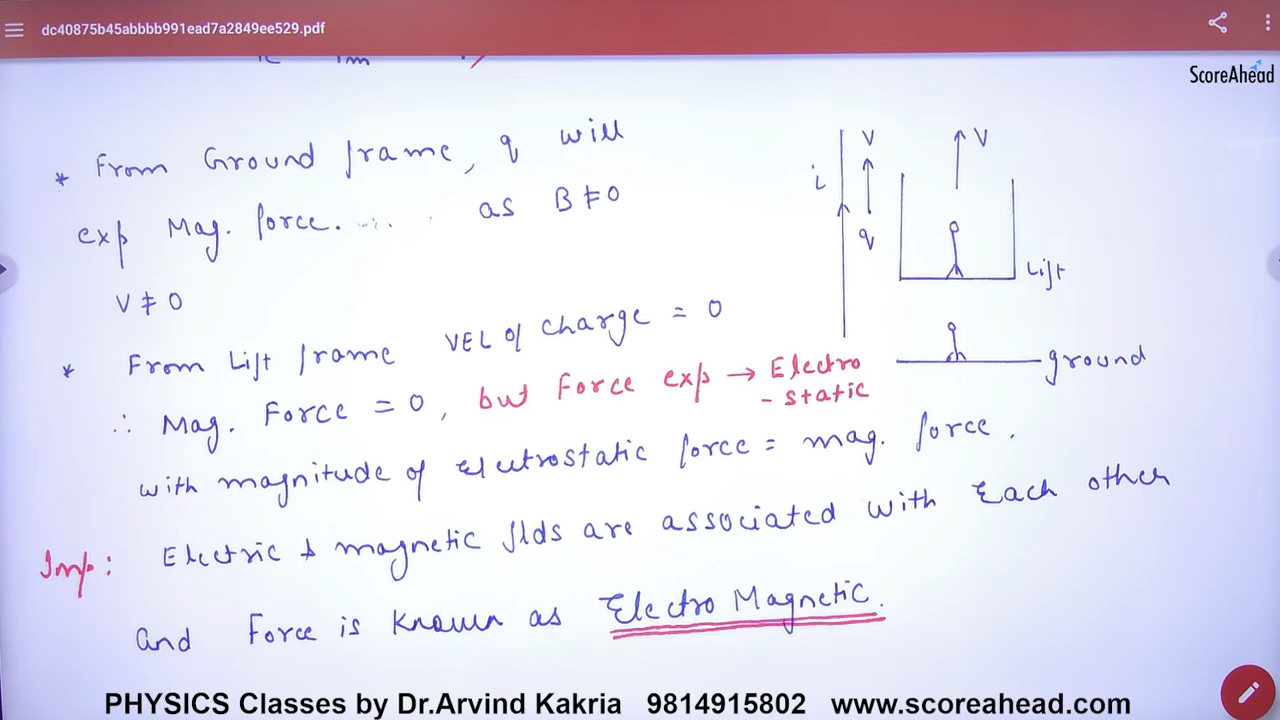 dc40875b45abbbb991ead7a2849ee529.pdf
ScoreAhead
* From Ground frame, q will
exp Mag. force. as B ≠ 0
V ≠ 0
* From Lift frame VEL of charge = 0
∴ Mag. Force = 0, but Force exp → Electro
- static
with magnitude of Electrostatic force = mag. force.
Imp: Electric & magnetic flds are associated with Each other
and Force is known as Electro Magnetic.
i
V
q
V
Lift
ground
PHYSICS Classes by Dr.Arvind Kakria 9814915802 www.scoreahead.com